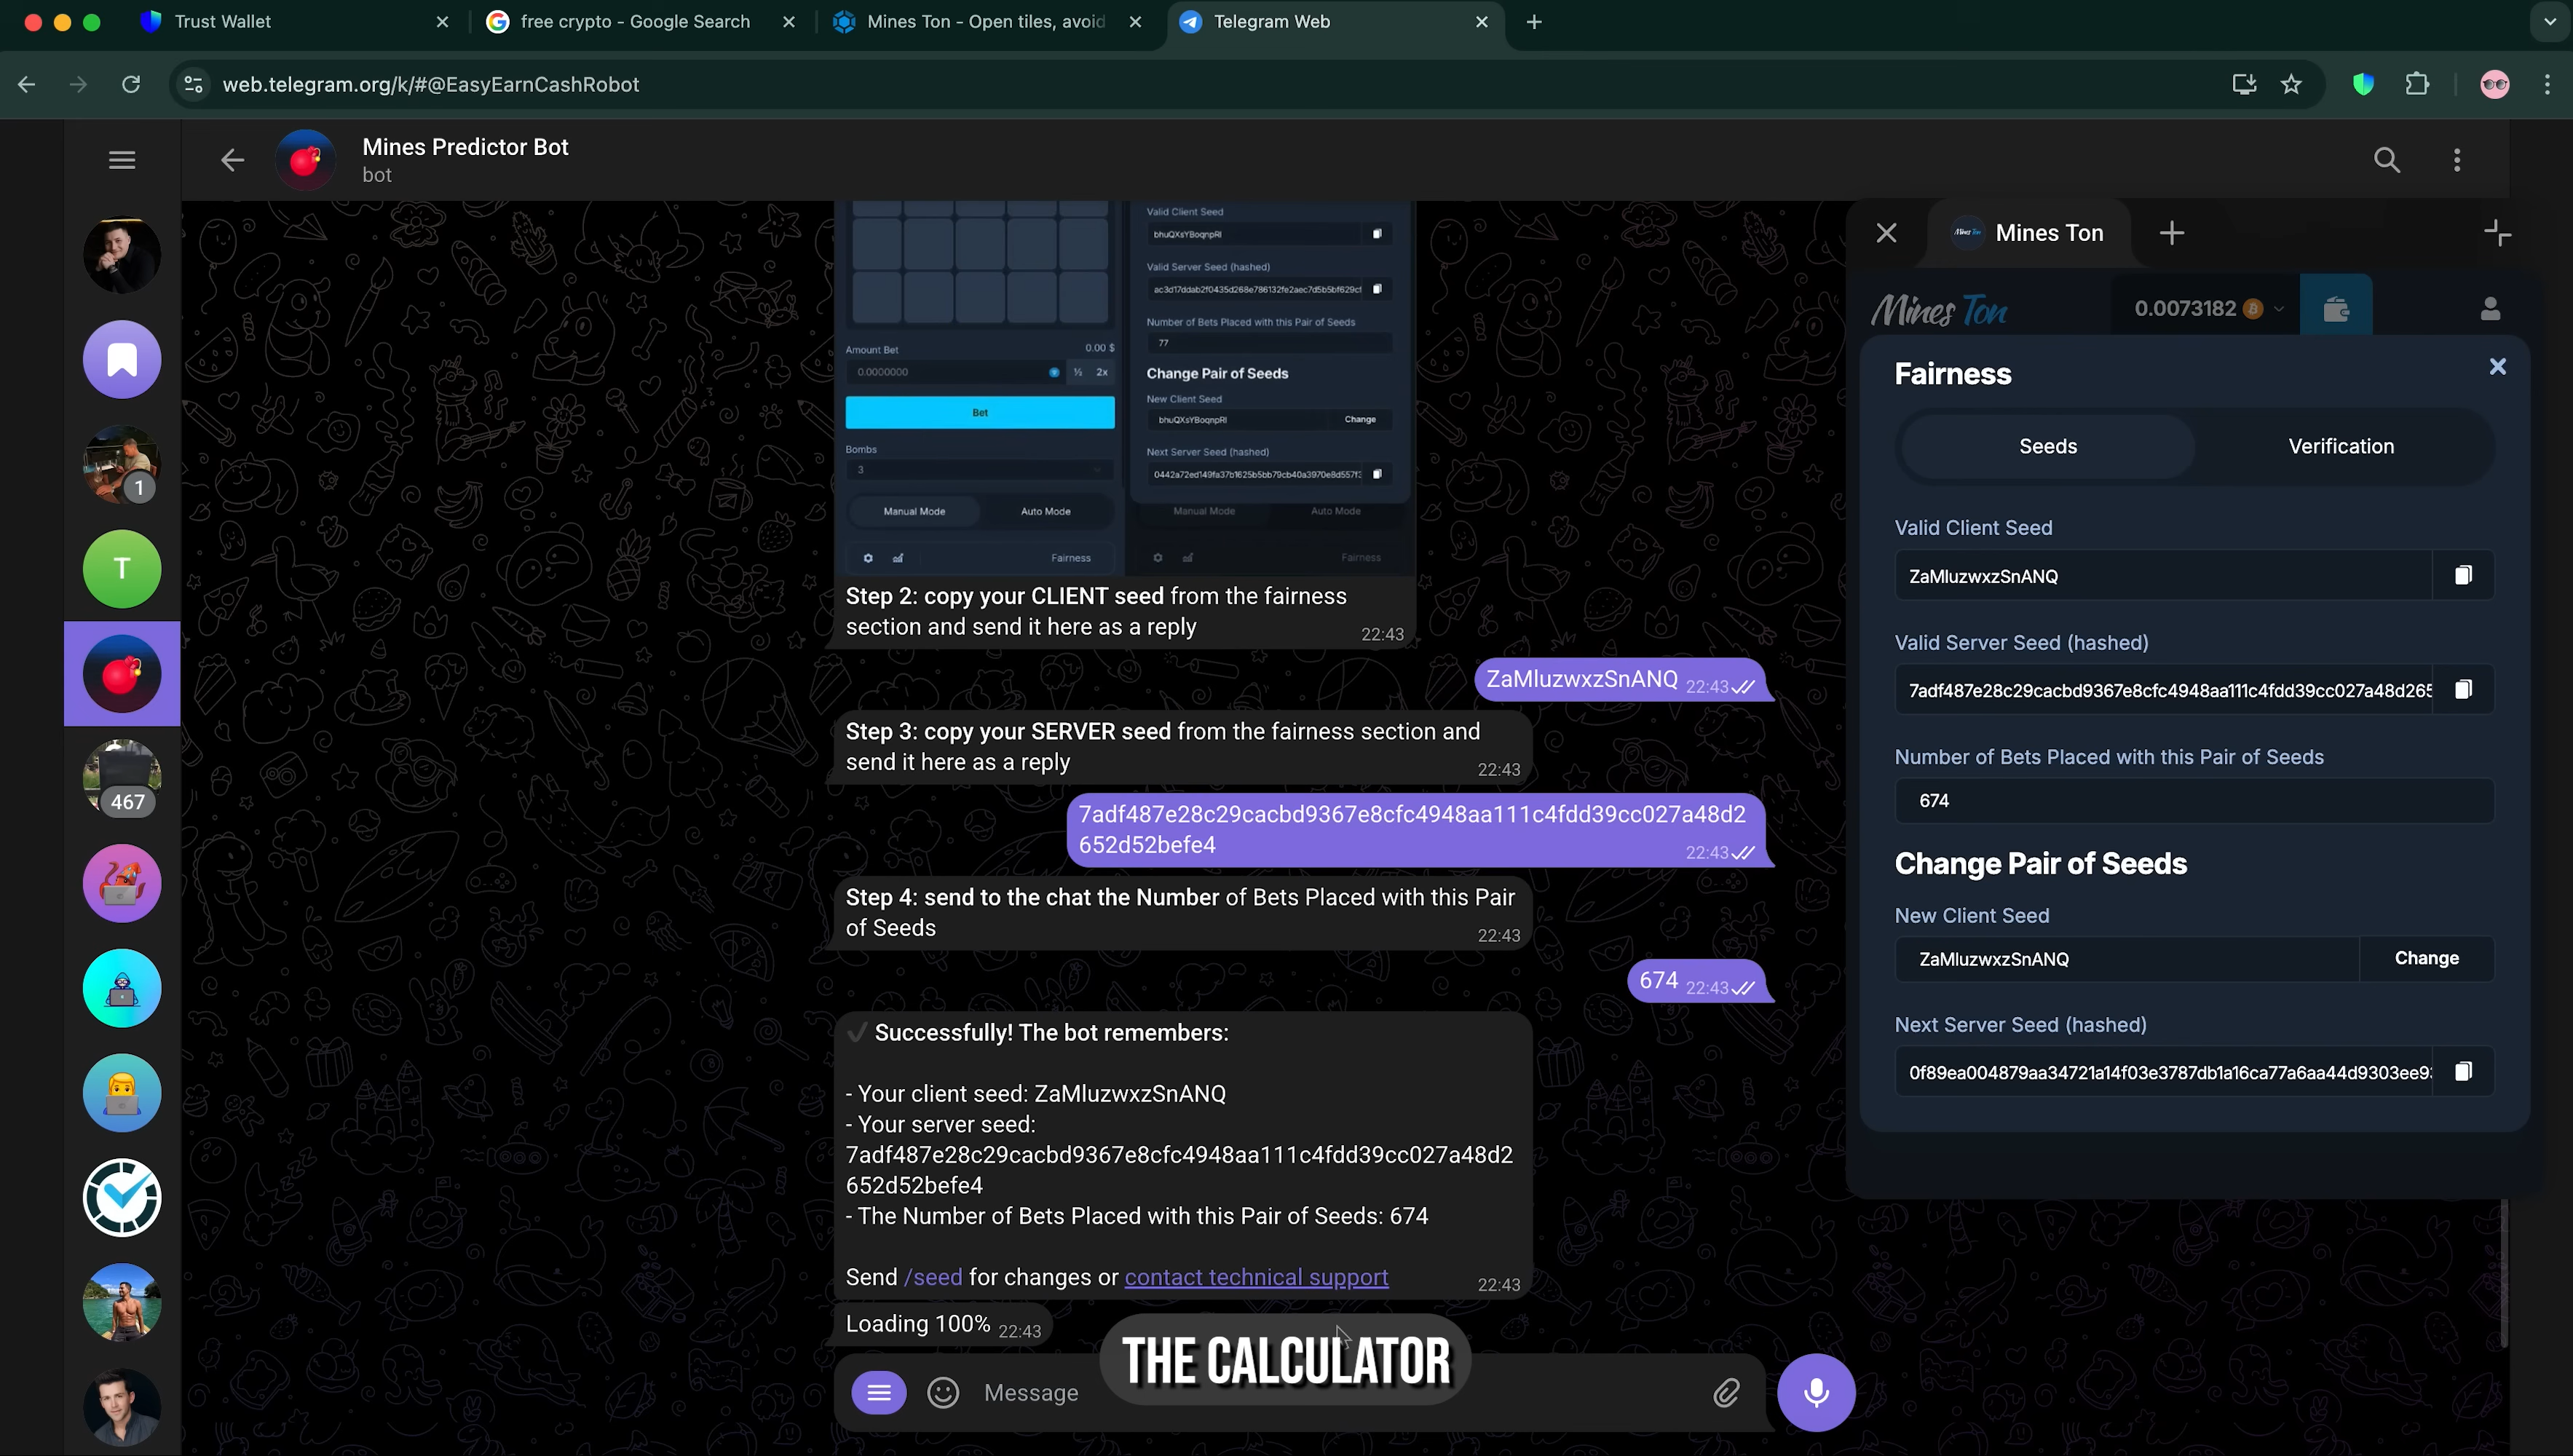 Trust Wallet
free crypto - Google Search
Mines Ton - Open tiles, avoid
Telegram Web
web.telegram.org/k/#@EasyEarnCashRobot
Mines Predictor Bot
bot
1
T
467
Valid Client Seed
bhuQXsYBoqnpRI
Valid Server Seed (hashed)
ac3d17ddab2f0435d268e786132fe2aec7d5b5bf629cf
Number of Bets Placed with this Pair of Seeds
77
Change Pair of Seeds
New Client Seed
bhuQXsYBoqnpRI
Change
Next Server Seed (hashed)
0442a72ed149fa37b1625b5bb79cb40a3970e8d557f3
Manual Mode
Auto Mode
Fairness
Amount Bet
0.00 $
0.0000000
½
2x
Bet
Bombs
3
Manual Mode
Auto Mode
Fairness
Step 2: copy your CLIENT seed from the fairness
section and send it here as a reply
22:43
ZaMluzwxzSnANQ 22:43
Step 3: copy your SERVER seed from the fairness section and
send it here as a reply
22:43
7adf487e28c29cacbd9367e8cfc4948aa111c4fdd39cc027a48d2
652d52befe4
22:43
Step 4: send to the chat the Number of Bets Placed with this Pair
of Seeds
22:43
674 22:43
Successfully! The bot remembers:
- Your client seed: ZaMluzwxzSnANQ
- Your server seed:
7adf487e28c29cacbd9367e8cfc4948aa111c4fdd39cc027a48d2
652d52befe4
- The Number of Bets Placed with this Pair of Seeds: 674
Send /seed for changes or contact technical support
22:43
Loading 100% 22:43
THE CALCULATOR
Message
Mines Ton
Mines Ton
0.0073182
Fairness
Seeds
Verification
Valid Client Seed
ZaMluzwxzSnANQ
Valid Server Seed (hashed)
7adf487e28c29cacbd9367e8cfc4948aa111c4fdd39cc027a48d265
Number of Bets Placed with this Pair of Seeds
674
Change Pair of Seeds
New Client Seed
ZaMluzwxzSnANQ
Change
Next Server Seed (hashed)
0f89ea004879aa34721a14f03e3787db1a16ca77a6aa44d9303ee9